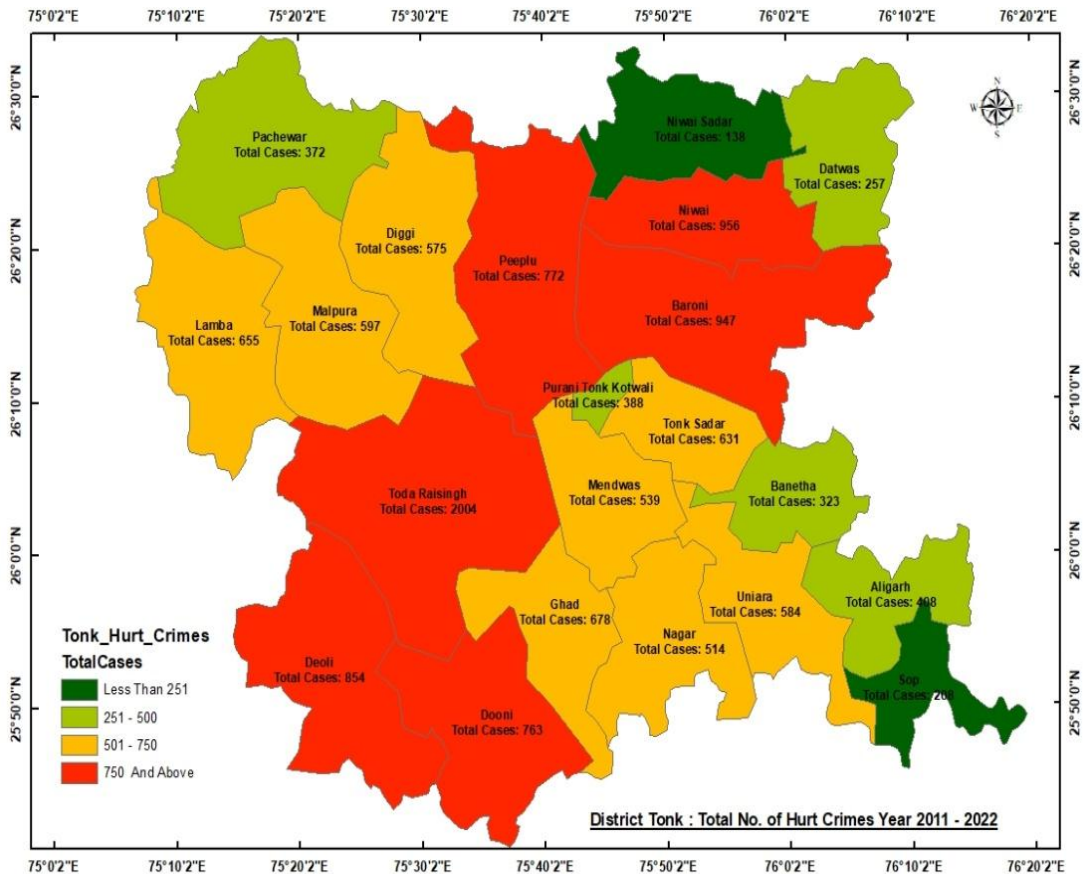 75°0'2"E 75°10'2"E 75°20'2"E 75°30'2"E 75°40'2"E 75°50'2"E 76°0'2"E 76°10'2"E 76°20'2"E
26°30'0"N
26°20'0"N
26°10'0"N
26°0'0"N
25°50'0"N
N
W E
S
Pachewar
Total Cases: 372
Niwai Sadar
Total Cases: 138
Datwas
Total Cases: 257
Diggi
Total Cases: 575
Niwai
Total Cases: 956
Peeplu
Total Cases: 772
Lamba
Total Cases: 655
Malpura
Total Cases: 597
Baroni
Total Cases: 947
Purani Tonk Kotwali
Total Cases: 388
Tonk Sadar
Total Cases: 631
Toda Raisingh
Total Cases: 2004
Mendwas
Total Cases: 539
Banetha
Total Cases: 323
Ghad
Total Cases: 678
Uniara
Total Cases: 584
Aligarh
Total Cases: 408
Nagar
Total Cases: 514
Deoli
Total Cases: 854
Dooni
Total Cases: 763
Sop
Total Cases: 208
Tonk_Hurt_Crimes
TotalCases
Less Than 251
251 - 500
501 - 750
750 And Above
District Tonk : Total No. of Hurt Crimes Year 2011 - 2022
26°30'0"N
26°20'0"N
26°10'0"N
26°0'0"N
25°50'0"N
75°0'2"E 75°10'2"E 75°20'2"E 75°30'2"E 75°40'2"E 75°50'2"E 76°0'2"E 76°10'2"E 76°20'2"E